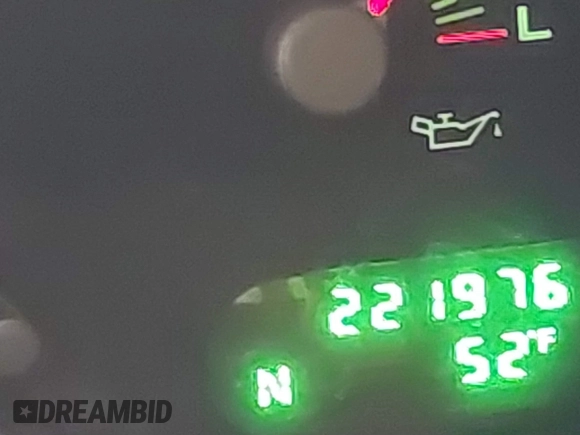 L
221976
52°F
N
DREAMBID